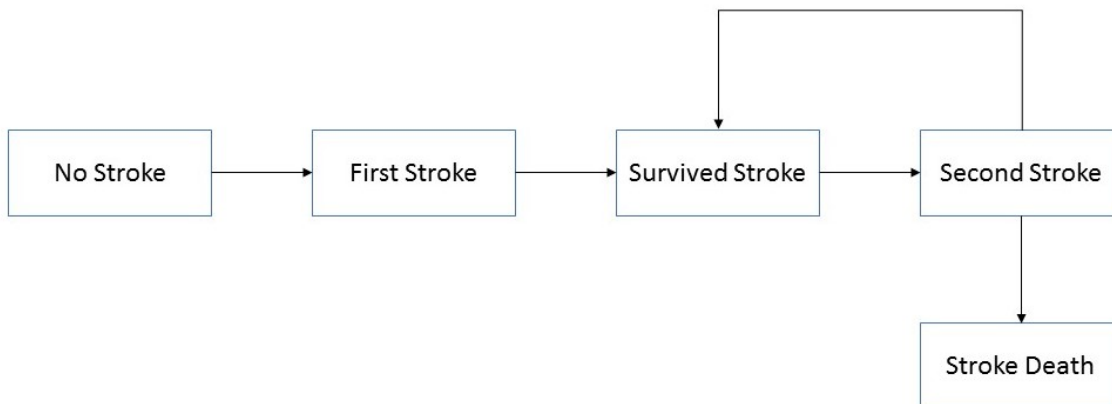 No Stroke
First Stroke
Survived Stroke
Second Stroke
Stroke Death